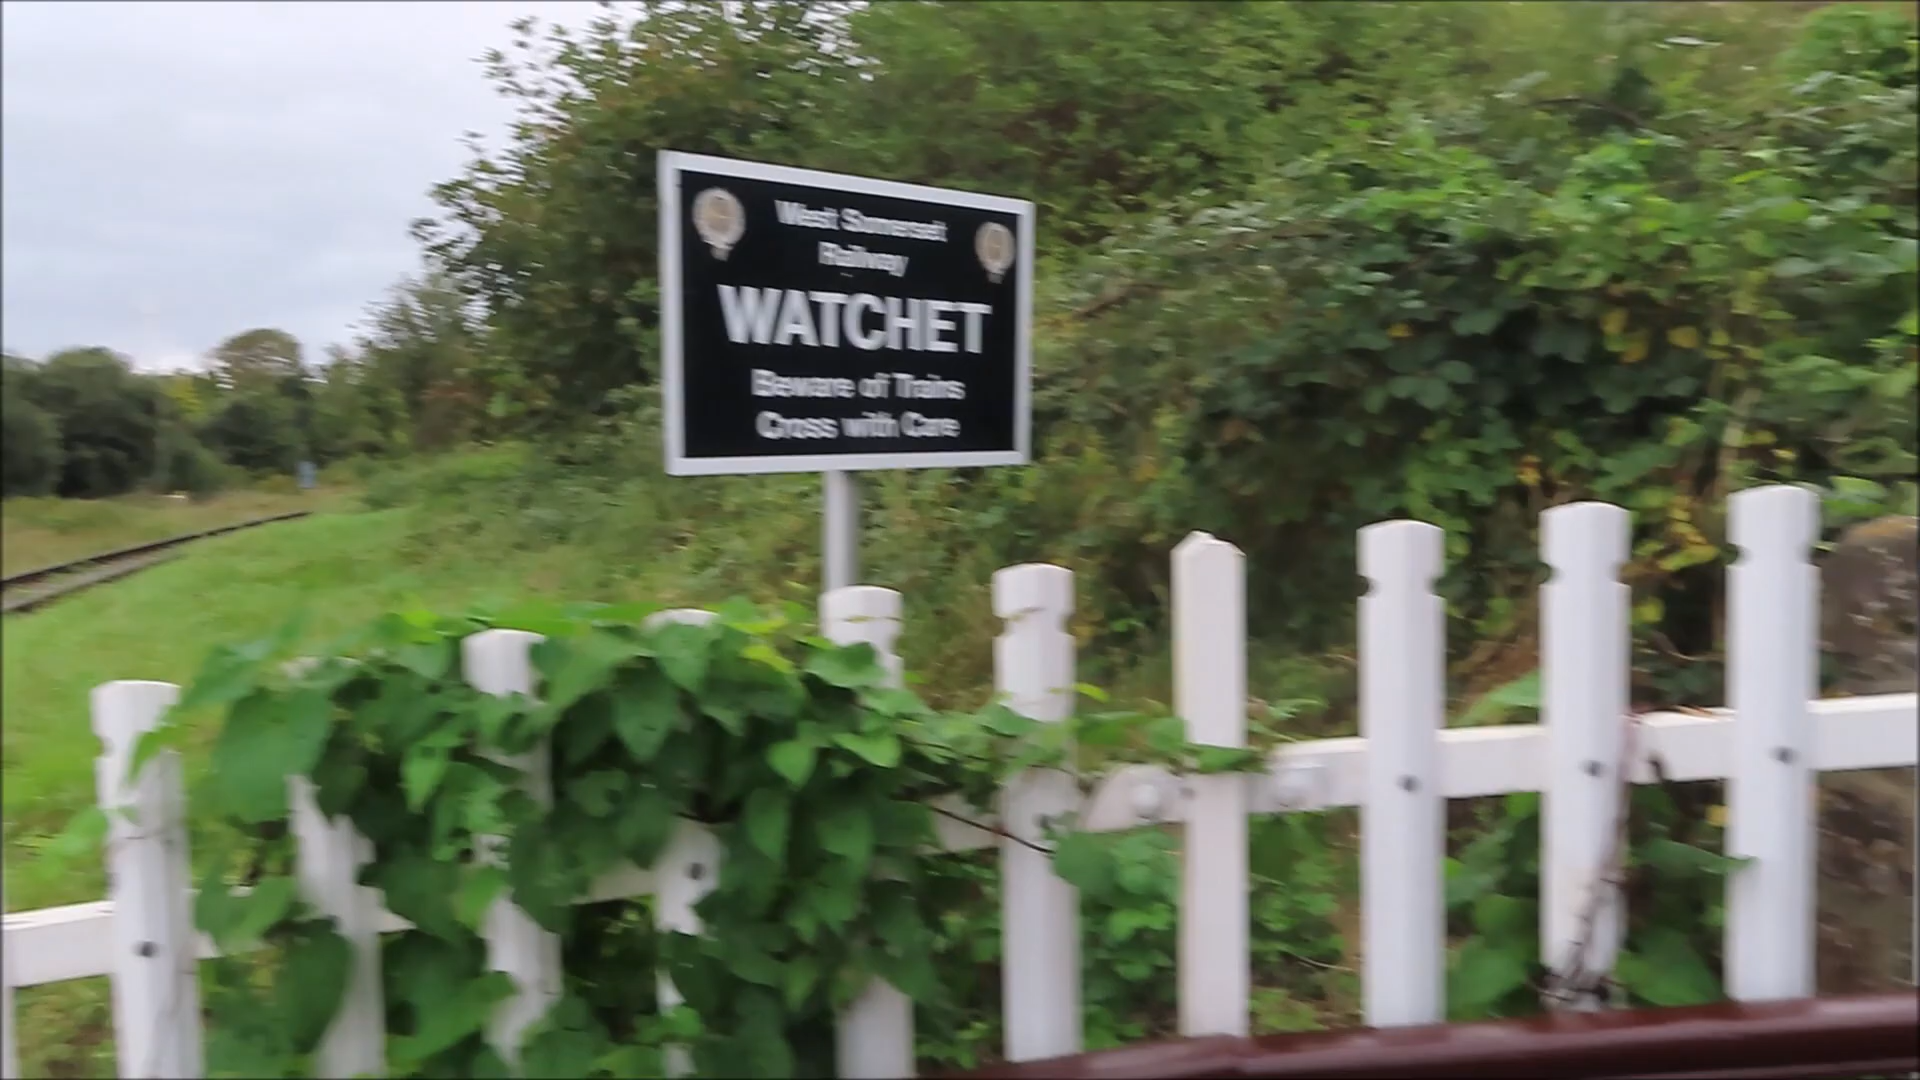 West Somerset
Railway
WATCHET
Beware of Trains
Cross with Care